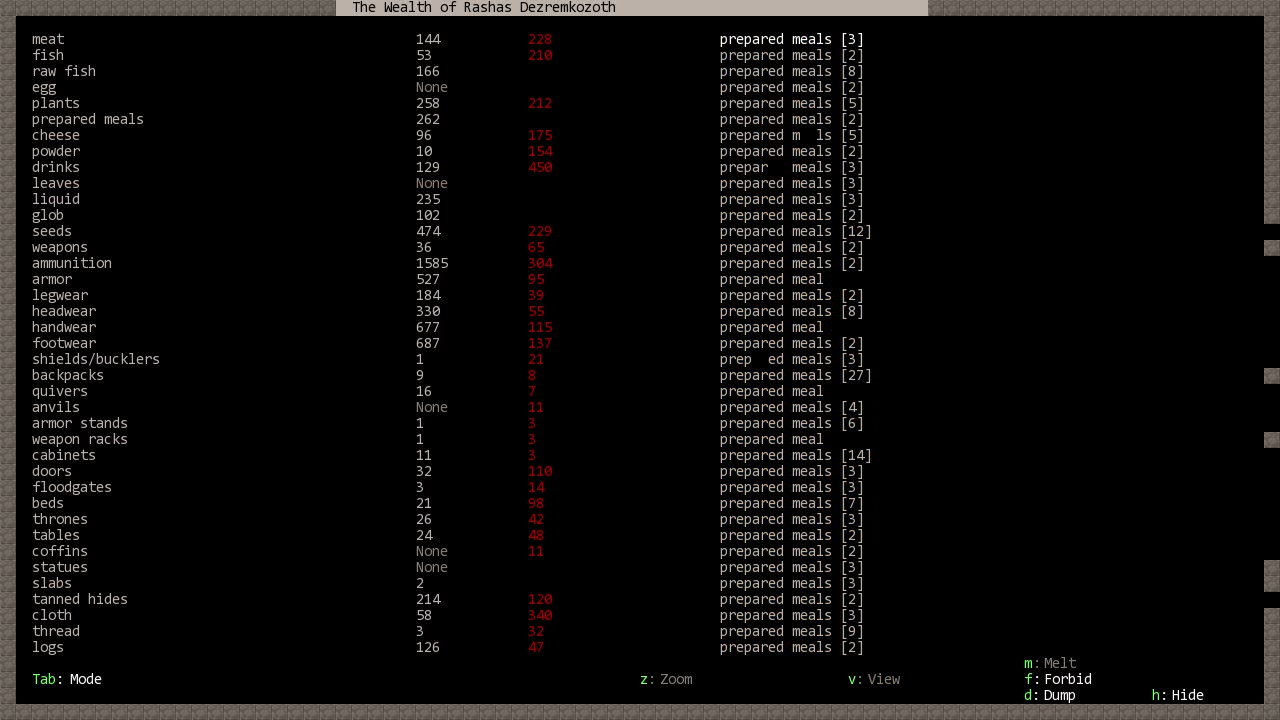 The Wealth of Rashas Dezremkozoth
meat 144 228 prepared meals [3]
fish 53 210 prepared meals [2]
raw fish 166 prepared meals [8]
egg None prepared meals [2]
plants 258 212 prepared meals [5]
prepared meals 262 prepared meals [2]
cheese 96 175 prepared m ls [5]
powder 10 154 prepared meals [2]
drinks 129 450 prepar meals [3]
leaves None prepared meals [3]
liquid 235 prepared meals [3]
glob 102 prepared meals [2]
seeds 474 229 prepared meals [12]
weapons 36 65 prepared meals [2]
ammunition 1585 304 prepared meals [2]
armor 527 95 prepared meal
legwear 184 39 prepared meals [2]
headwear 330 55 prepared meals [8]
handwear 677 115 prepared meal
footwear 687 137 prepared meals [2]
shields/bucklers 1 21 prep ed meals [3]
backpacks 9 8 prepared meals [27]
quivers 16 7 prepared meal
anvils None 11 prepared meals [4]
armor stands 1 3 prepared meals [6]
weapon racks 1 3 prepared meal
cabinets 11 3 prepared meals [14]
doors 32 110 prepared meals [3]
floodgates 3 14 prepared meals [3]
beds 21 98 prepared meals [7]
thrones 26 42 prepared meals [3]
tables 24 48 prepared meals [2]
coffins None 11 prepared meals [2]
statues None prepared meals [3]
slabs 2 prepared meals [3]
tanned hides 214 120 prepared meals [2]
cloth 58 340 prepared meals [3]
thread 3 32 prepared meals [9]
logs 126 47 prepared meals [2]
m: Melt
Tab: Mode z: Zoom v: View f: Forbid
d: Dump h: Hide